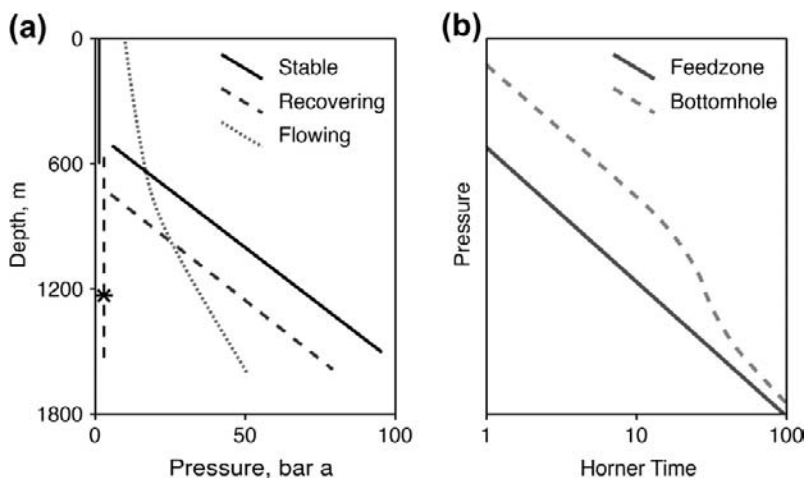 (a)
0
600
1200
1800
Depth, m
Stable
Recovering
Flowing
0
50
100
Pressure, bar a
(b)
Feedzone
Bottomhole
Pressure
1
10
100
Horner Time